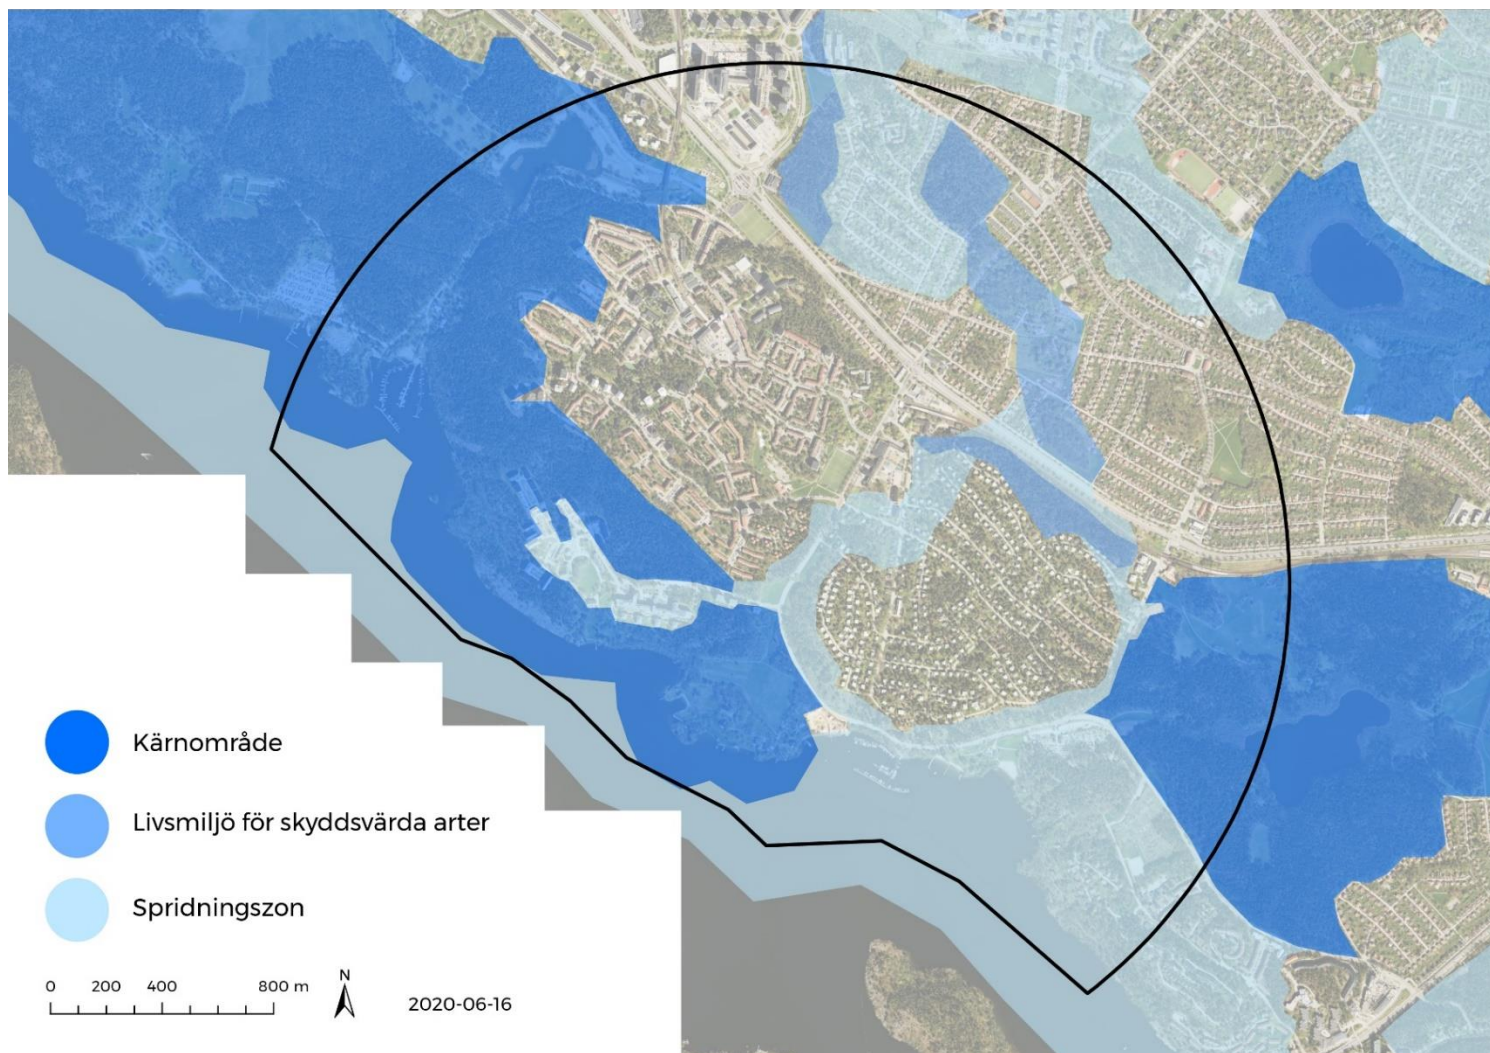 Kärnområde
Livsmiljö för skyddsvärda arter
Spridningszon
0 200 400 800 m
N
2020-06-16